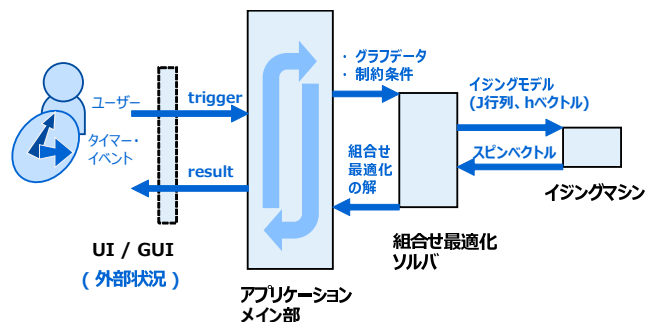 ユーザー
タイマー・
イベント
trigger
result
UI / GUI
( 外部状況 )
アプリケーション
メイン部
・ グラフデータ
・ 制約条件
組合せ
最適化
の解
組合せ最適化
ソルバ
イジングモデル
(J行列、hベクトル)
スピンベクトル
イジングマシン